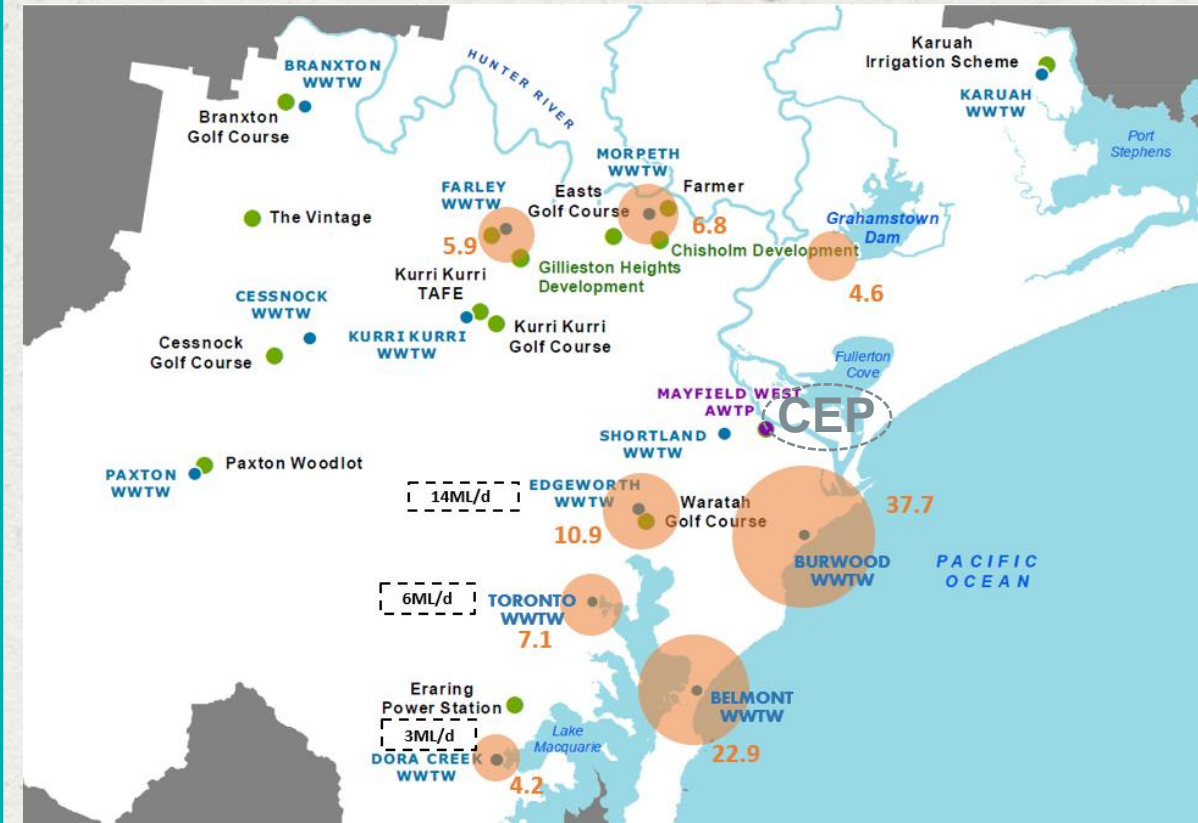 Karuah
Irrigation Scheme
KARUAH
WWTW
Port
Stephens
HUNTER RIVER
BRANXTON
WWTW
Branxton
Golf Course
MORPETH
WWTW
FARLEY
WWTW
Easts
Golf Course
Farmer
6.8
The Vintage
5.9
Chisholm Development
Grahamstown
Dam
4.6
Gillieston Heights
Development
Kurri Kurri
TAFE
CESSNOCK
WWTW
KURRI KURRI
WWTW
Kurri Kurri
Golf Course
Cessnock
Golf Course
Fullerton
Cove
MAYFIELD WEST
AWTP
CEP
SHORTLAND
WWTW
Paxton Woodlot
PAXTON
WWTW
14ML/d
EDGEWORTH
WWTW
Waratah
Golf Course
10.9
37.7
BURWOOD
WWTW
PACIFIC
OCEAN
6ML/d
TORONTO
WWTW
7.1
Eraring
Power Station
BELMONT
WWTW
22.9
3ML/d
Lake
Macquarie
DORA CREEK
WWTW
4.2